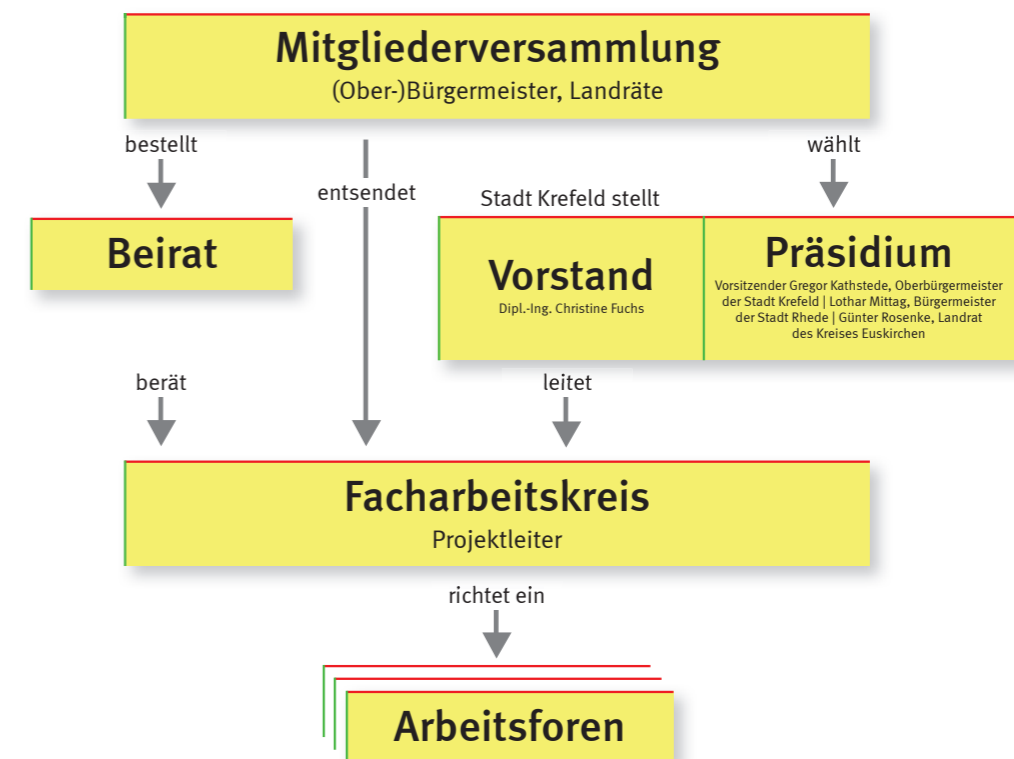 Mitgliederversammlung
(Ober-)Bürgermeister, Landräte
bestellt
wählt
entsendet
Stadt Krefeld stellt
Beirat
Vorstand
Dipl.-Ing. Christine Fuchs
Präsidium
Vorsitzender Gregor Kathstede, Oberbürgermeister
der Stadt Krefeld | Lothar Mittag, Bürgermeister
der Stadt Rhede | Günter Rosenke, Landrat
des Kreises Euskirchen
berät
leitet
Facharbeitskreis
Projektleiter
richtet ein
Arbeitsforen